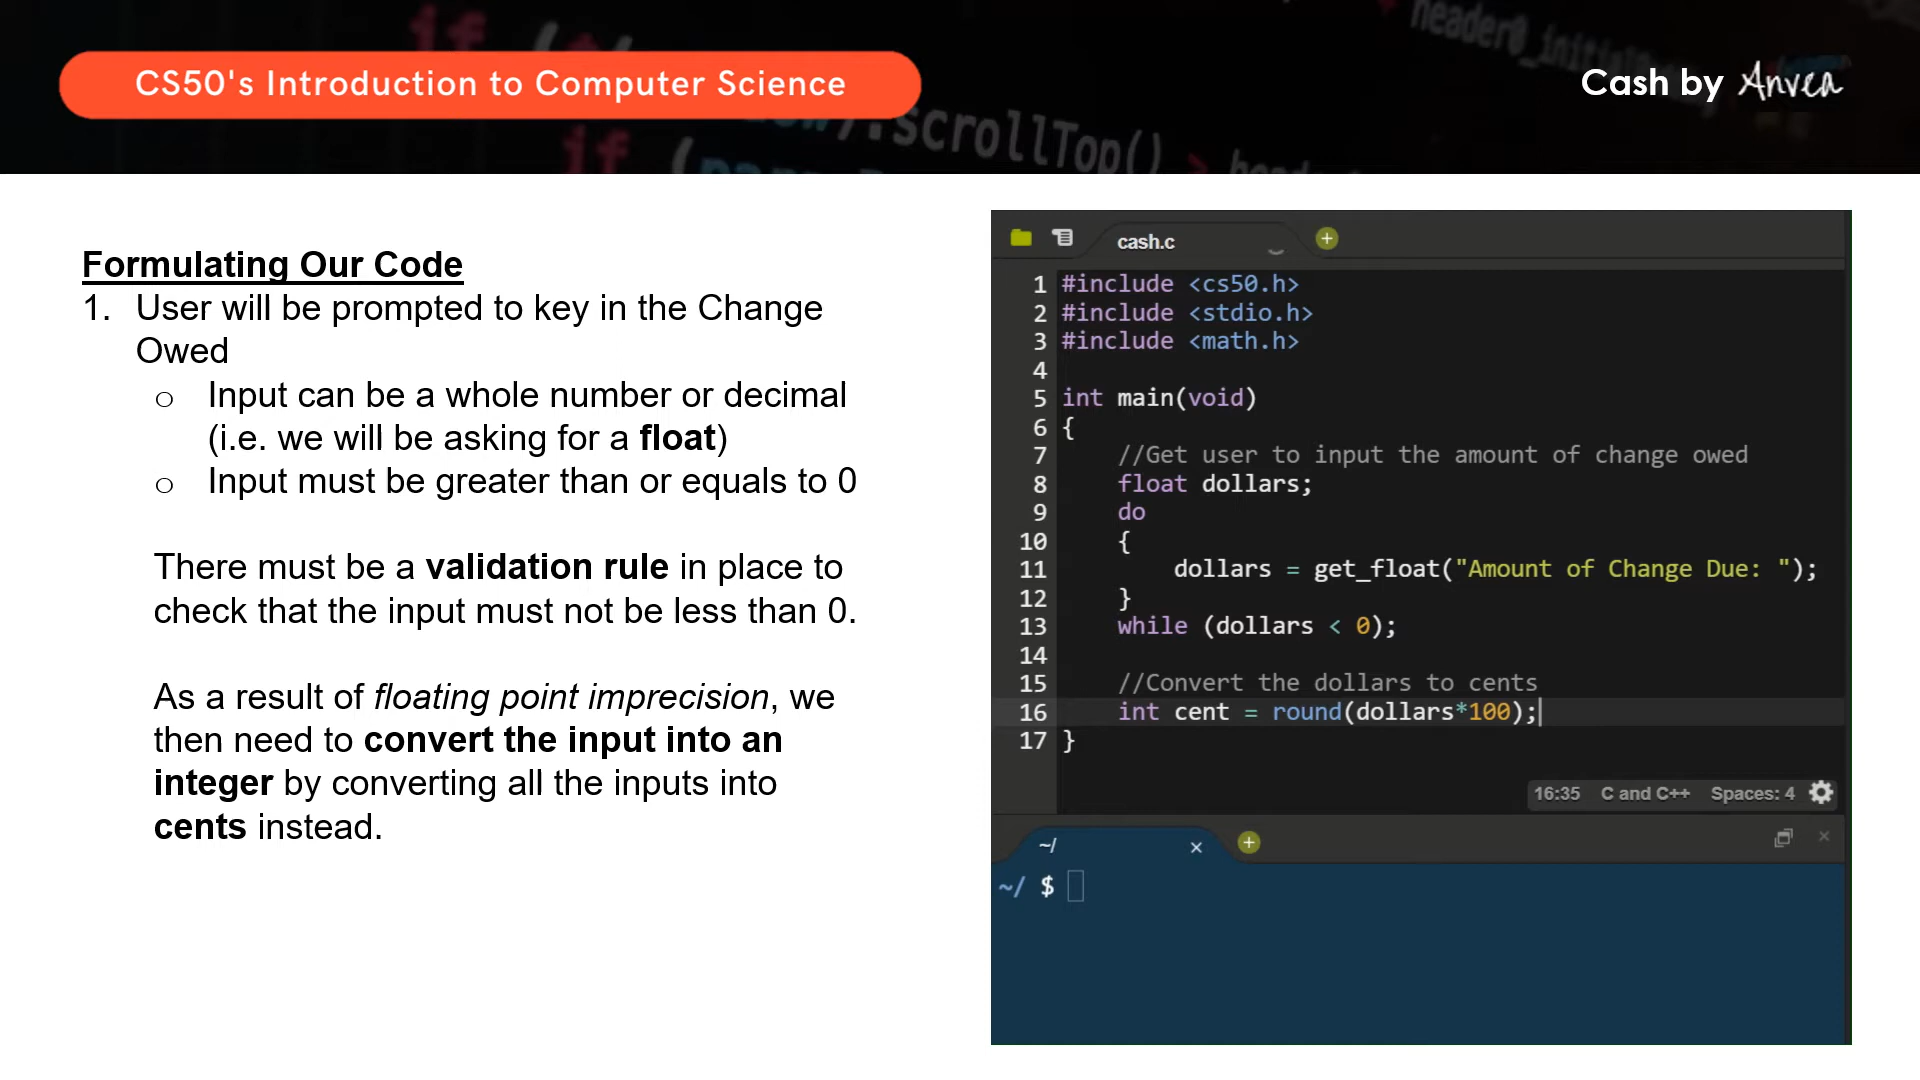 if (
header@_initial
CS50's Introduction to Computer Science
Cash by Anvea
.scrollTop() >
if (
Formulating Our Code
1. User will be prompted to key in the Change
Owed
o Input can be a whole number or decimal
(i.e. we will be asking for a float)
o Input must be greater than or equals to 0
There must be a validation rule in place to
check that the input must not be less than 0.
As a result of floating point imprecision, we
then need to convert the input into an
integer by converting all the inputs into
cents instead.
cash.c
1 #include <cs50.h>
2 #include <stdio.h>
3 #include <math.h>
4
5 int main(void)
6 {
7 //Get user to input the amount of change owed
8 float dollars;
9 do
10 {
11 dollars = get_float("Amount of Change Due: ");
12 }
13 while (dollars < 0);
14
15 //Convert the dollars to cents
16 int cent = round(dollars*100);
17 }
16:35 C and C++ Spaces: 4
~/
~/ $